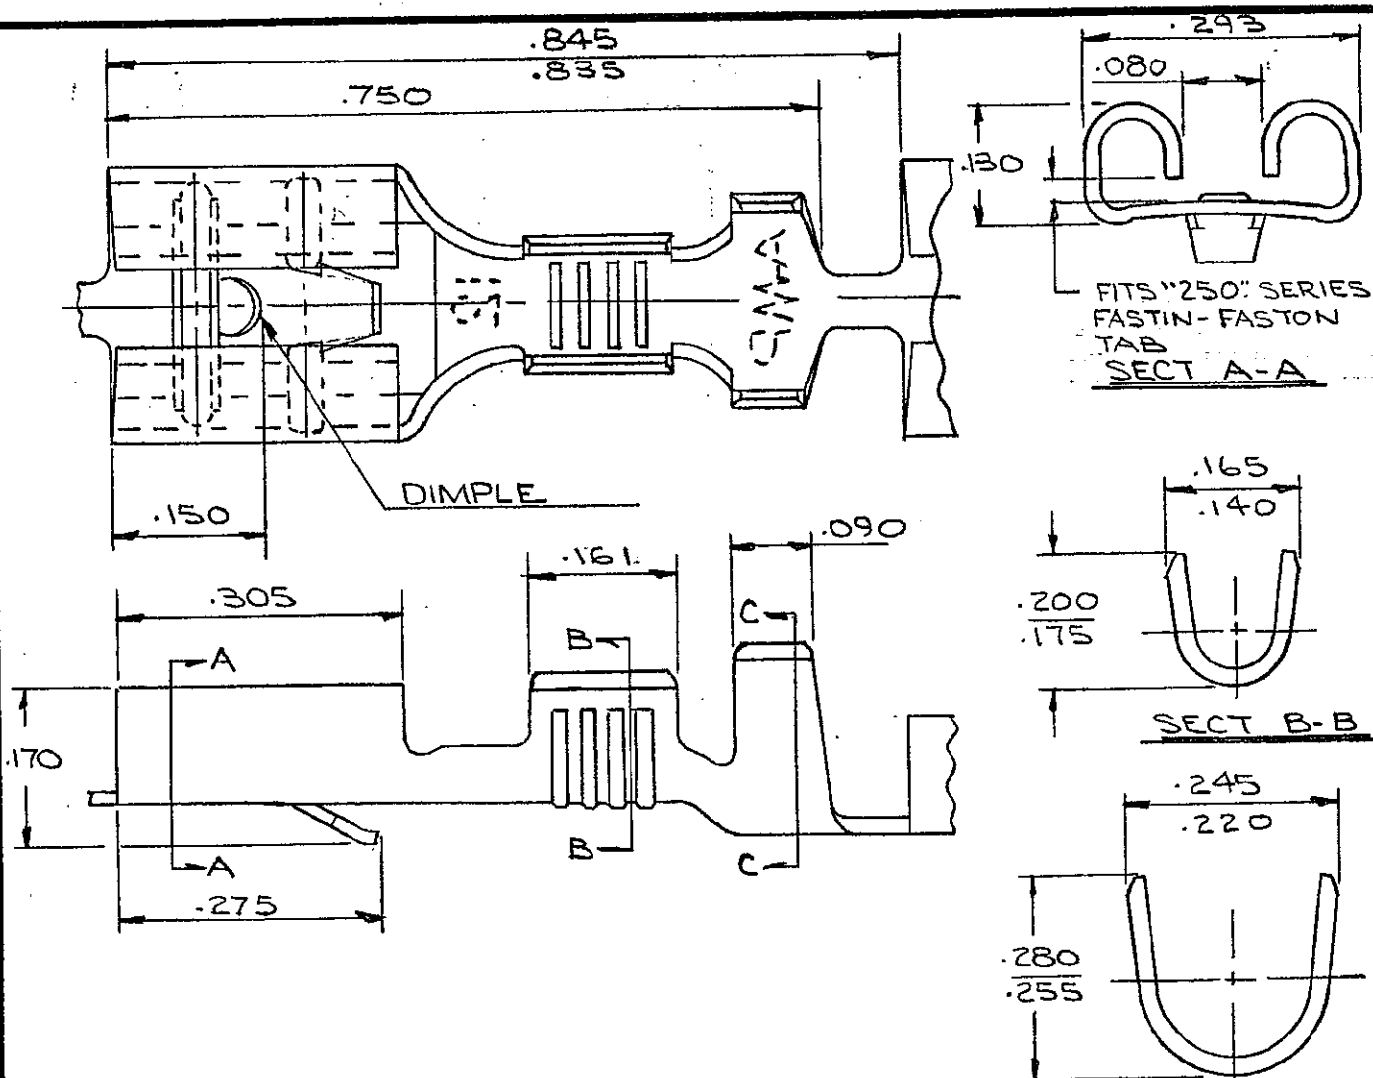 .845
.835
.750
.293
.080
.130
FITS "250" SERIES
FASTIN-FASTON
TAB
SECT A-A
DIMPLE
.150
.165
.140
.090
.161
.305
.200
.175
C
B
A
SECT B-B
.170
A
B
C
.275
.245
.220
.280
.255